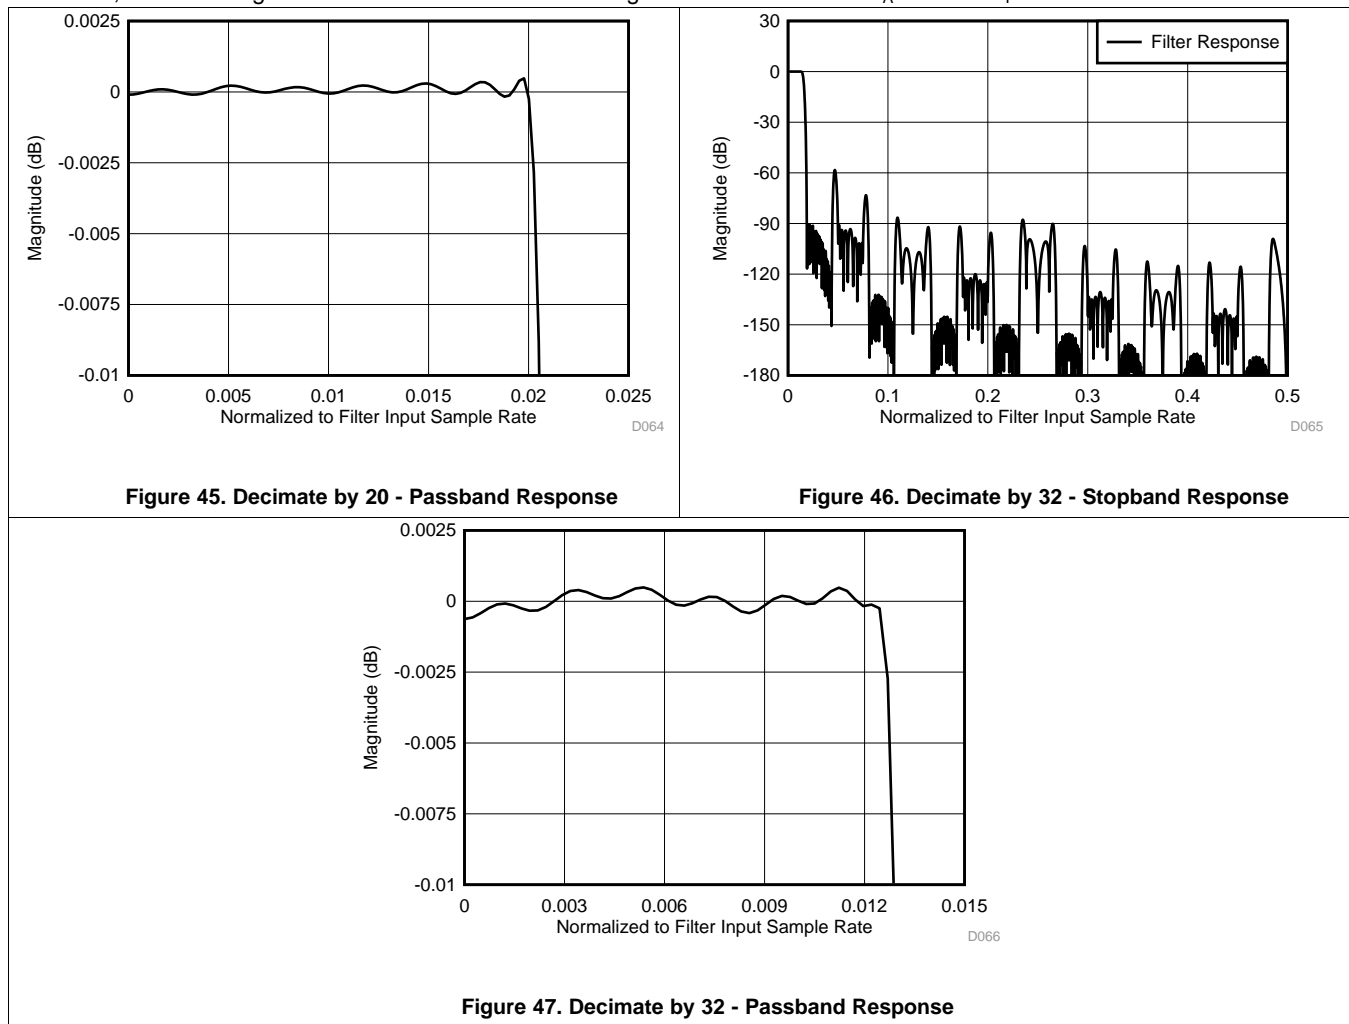 0.0025
0
-0.0025
-0.005
-0.0075
-0.01
Magnitude (dB)
0 0.005 0.01 0.015 0.02 0.025
Normalized to Filter Input Sample Rate
D064
Figure 45. Decimate by 20 - Passband Response
30
0
-30
-60
-90
-120
-150
-180
Magnitude (dB)
Filter Response
0 0.1 0.2 0.3 0.4 0.5
Normalized to Filter Input Sample Rate
D065
Figure 46. Decimate by 32 - Stopband Response
0.0025
0
-0.0025
-0.005
-0.0075
-0.01
Magnitude (dB)
0 0.003 0.006 0.009 0.012 0.015
Normalized to Filter Input Sample Rate
D066
Figure 47. Decimate by 32 - Passband Response